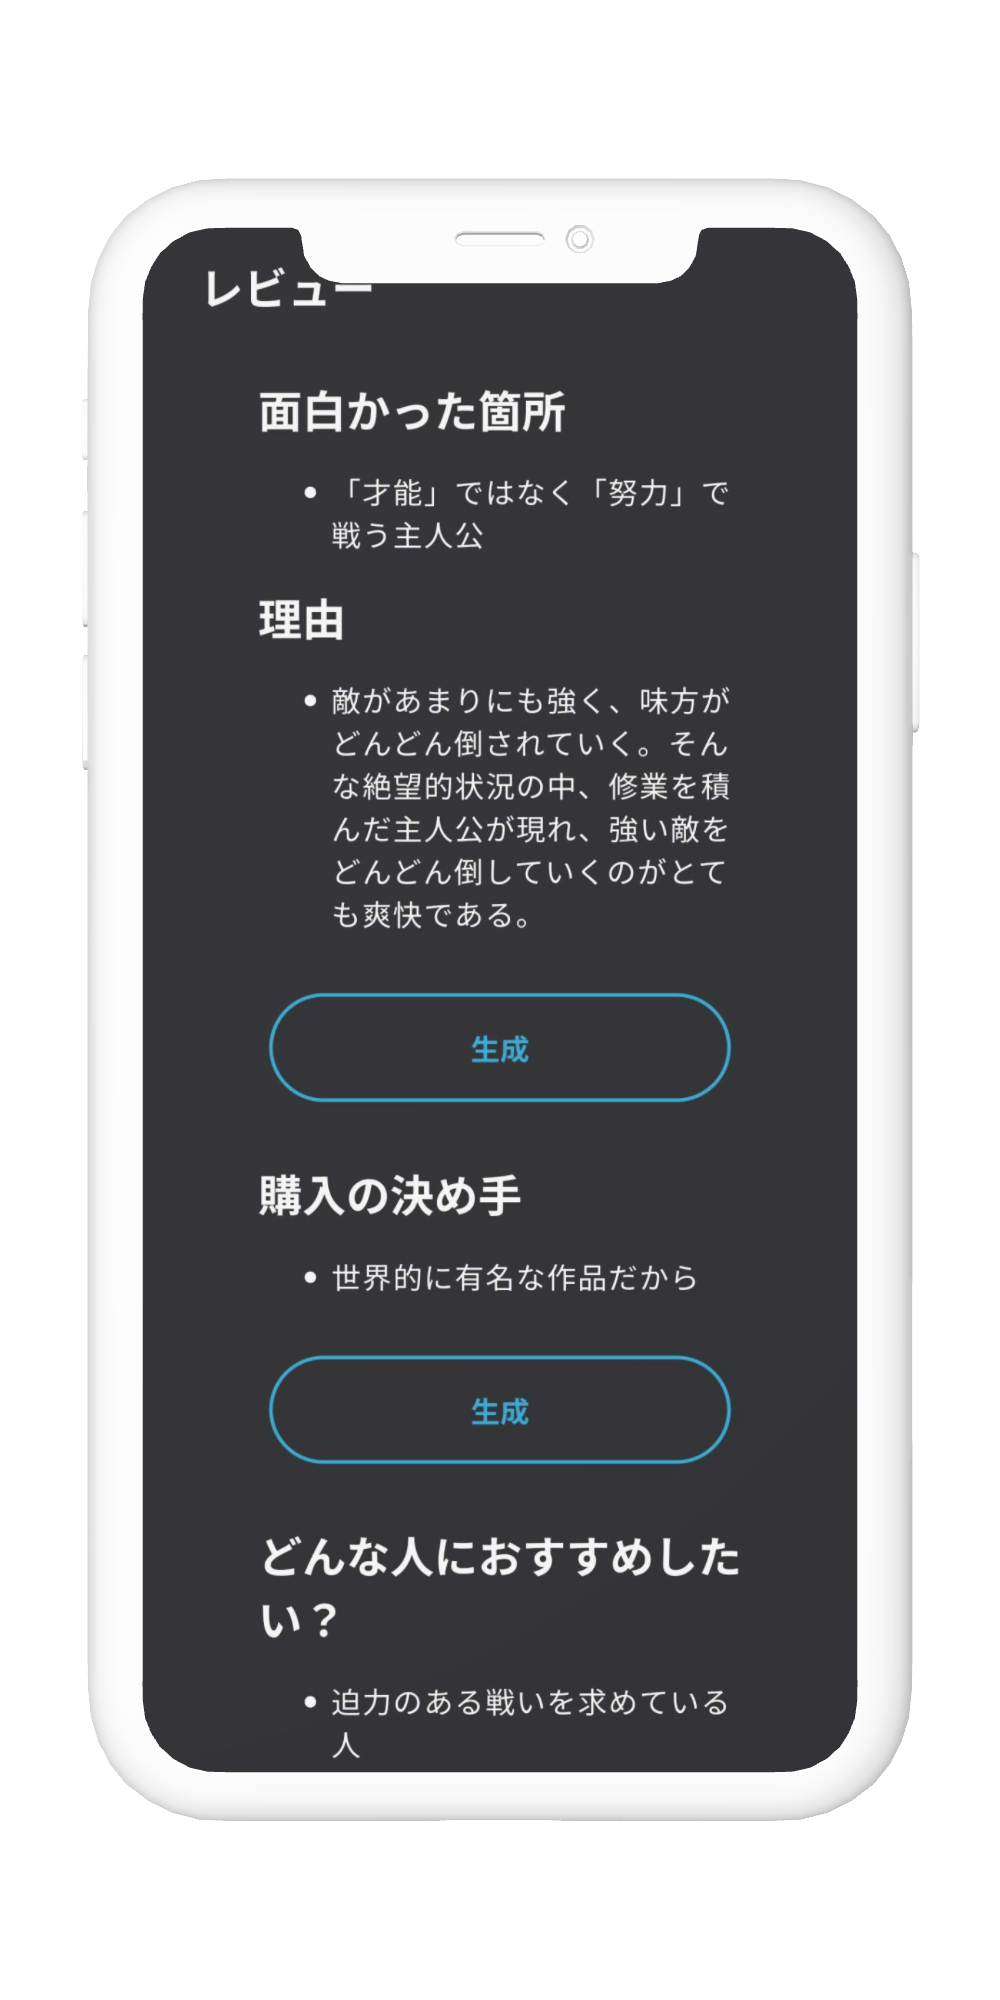 レビュー
面白かった箇所
• 「才能」ではなく「努力」で
戦う主人公
理由
• 敵があまりにも強く、味方が
どんどん倒されていく。そん
な絶望的状況の中、修業を積
んだ主人公が現れ、強い敵を
どんどん倒していくのがとて
も爽快である。
生成
購入の決め手
• 世界的に有名な作品だから
生成
どんな人におすすめした
い？
• 迫力のある戦いを求めている
人